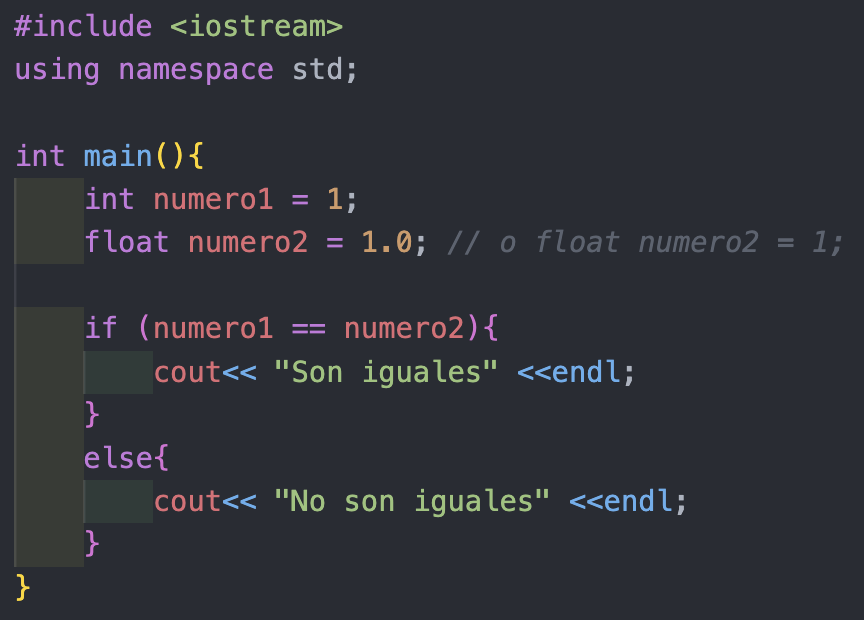 #include <iostream>
using namespace std;

int main(){
    int numero1 = 1;
    float numero2 = 1.0; // o float numero2 = 1;

    if (numero1 == numero2){
        cout<< "Son iguales" <<endl;
    }
    else{
        cout<< "No son iguales" <<endl;
    }
}